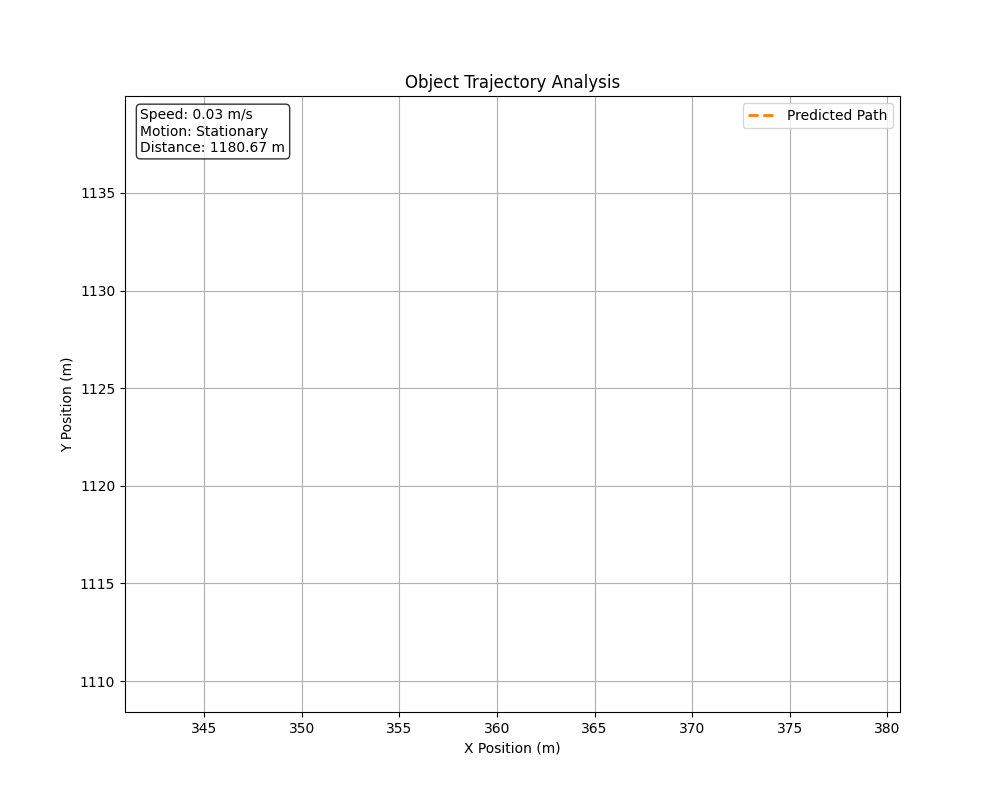 Object Trajectory Analysis
Speed: 0.03 m/s
Motion: Stationary
Distance: 1180.67 m
Predicted Path
1135
1130
1125
1120
1115
1110
Y Position (m)
345 350 355 360 365 370 375 380
X Position (m)